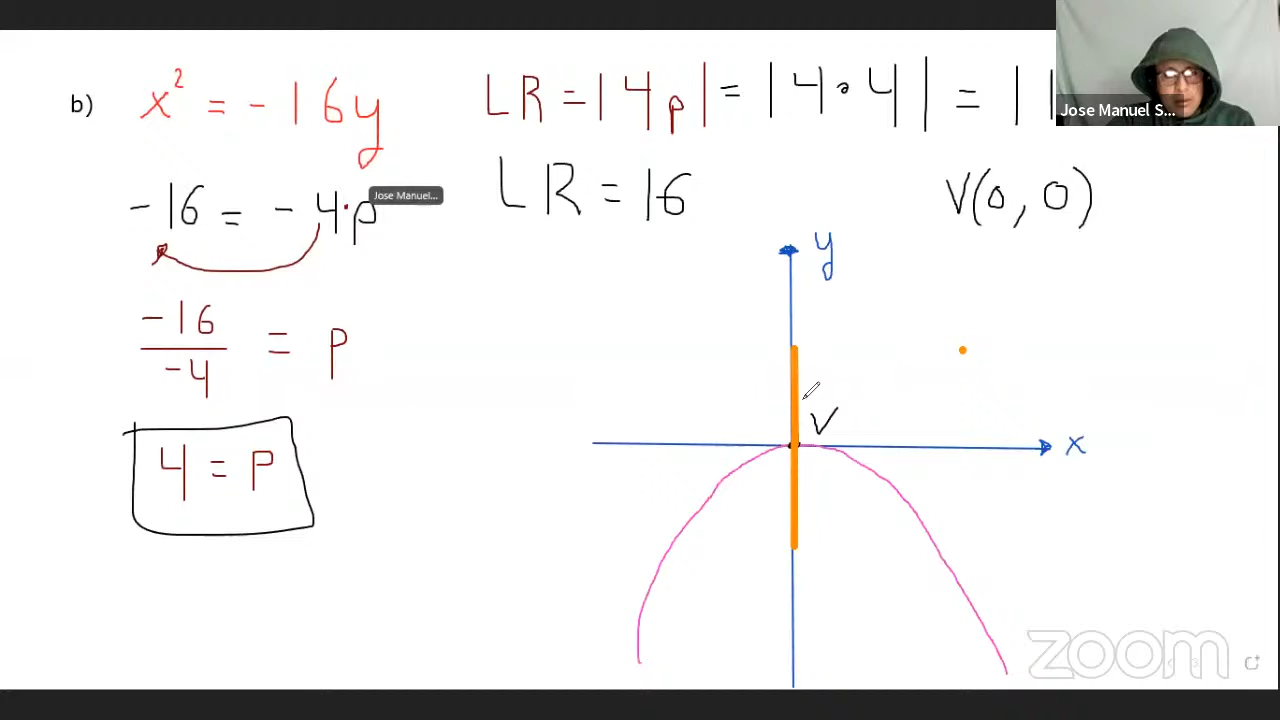 b) x² = -16y
LR = |4p| = |4 · 4| = |1
Jose Manuel S...
-16 = -4·p
Jose Manuel...
LR = 16
V(0, 0)
y
-16/-4 = p
V
x
4 = p
zoom